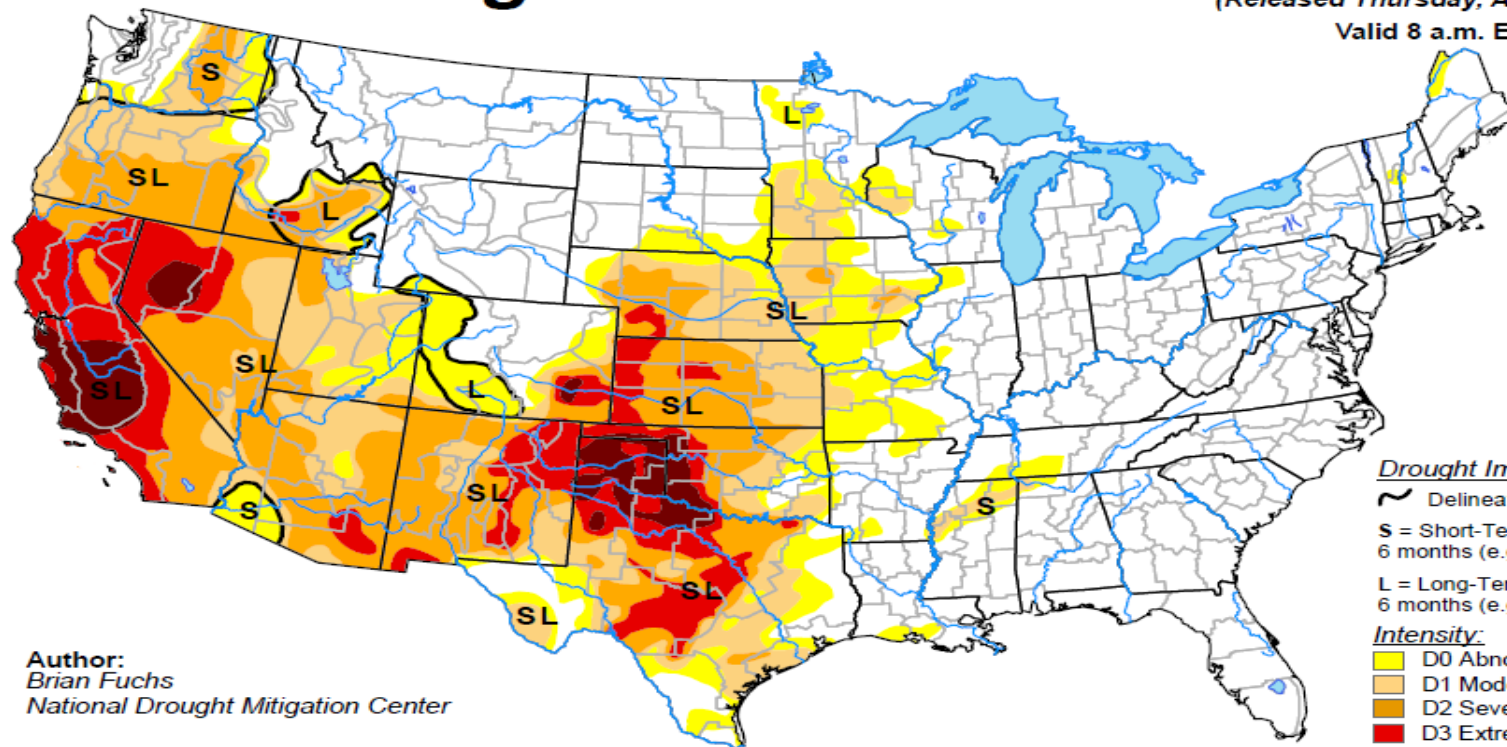 (Released Thursday, A
Valid 8 a.m. E
S
L
SL
L
SL
SL
SL
L
SL
S
SL
S
SL
SL
Drought Im
Delinea
S = Short-Te
6 months (e.
L = Long-Ter
6 months (e.
Intensity:
D0 Abno
D1 Mod
D2 Seve
D3 Extre
Author:
Brian Fuchs
National Drought Mitigation Center